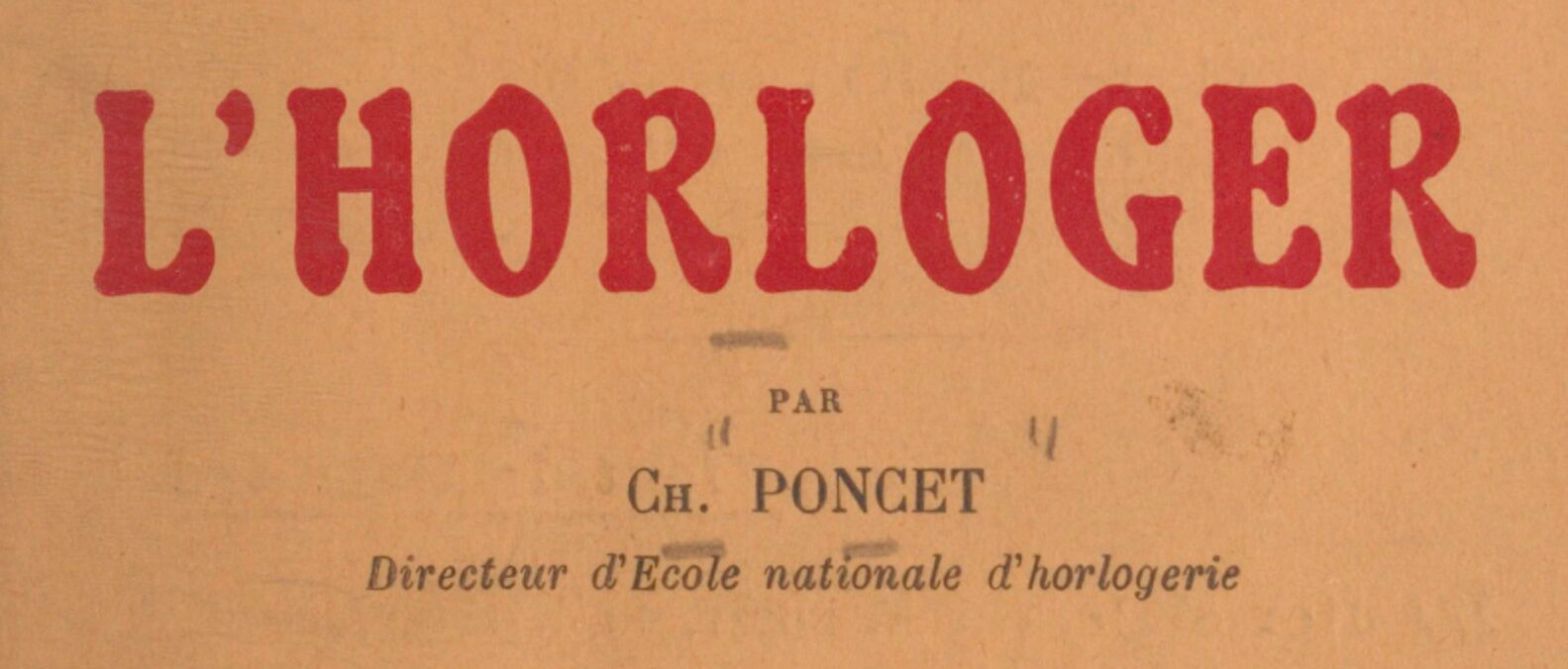 L'HORLOGER
PAR
CH. PONCET
Directeur d'Ecole nationale d'horlogerie